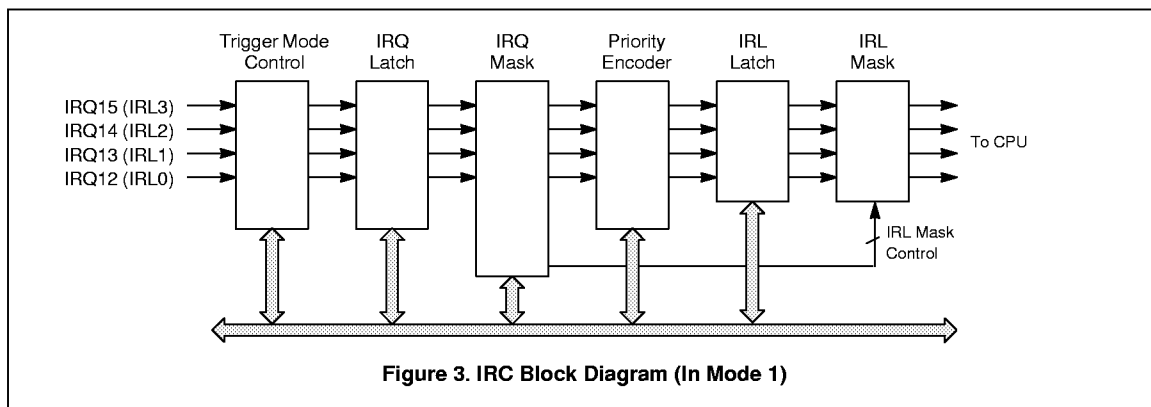 Trigger Mode
Control
IRQ
Latch
IRQ
Mask
Priority
Encoder
IRL
Latch
IRL
Mask
IRQ15 (IRL3)
IRQ14 (IRL2)
IRQ13 (IRL1)
IRQ12 (IRL0)
To CPU
IRL Mask
Control
Figure 3. IRC Block Diagram (In Mode 1)